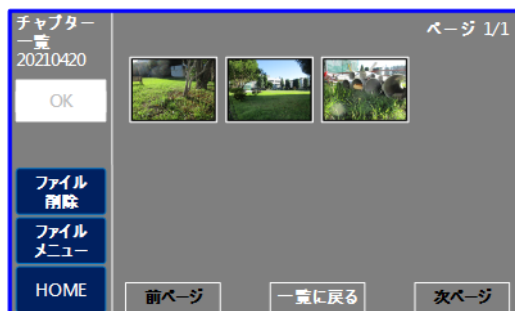 チャプター
一覧
20210420
ページ 1/1
OK
ファイル
削除
ファイル
メニュー
HOME
前ページ
一覧に戻る
次ページ